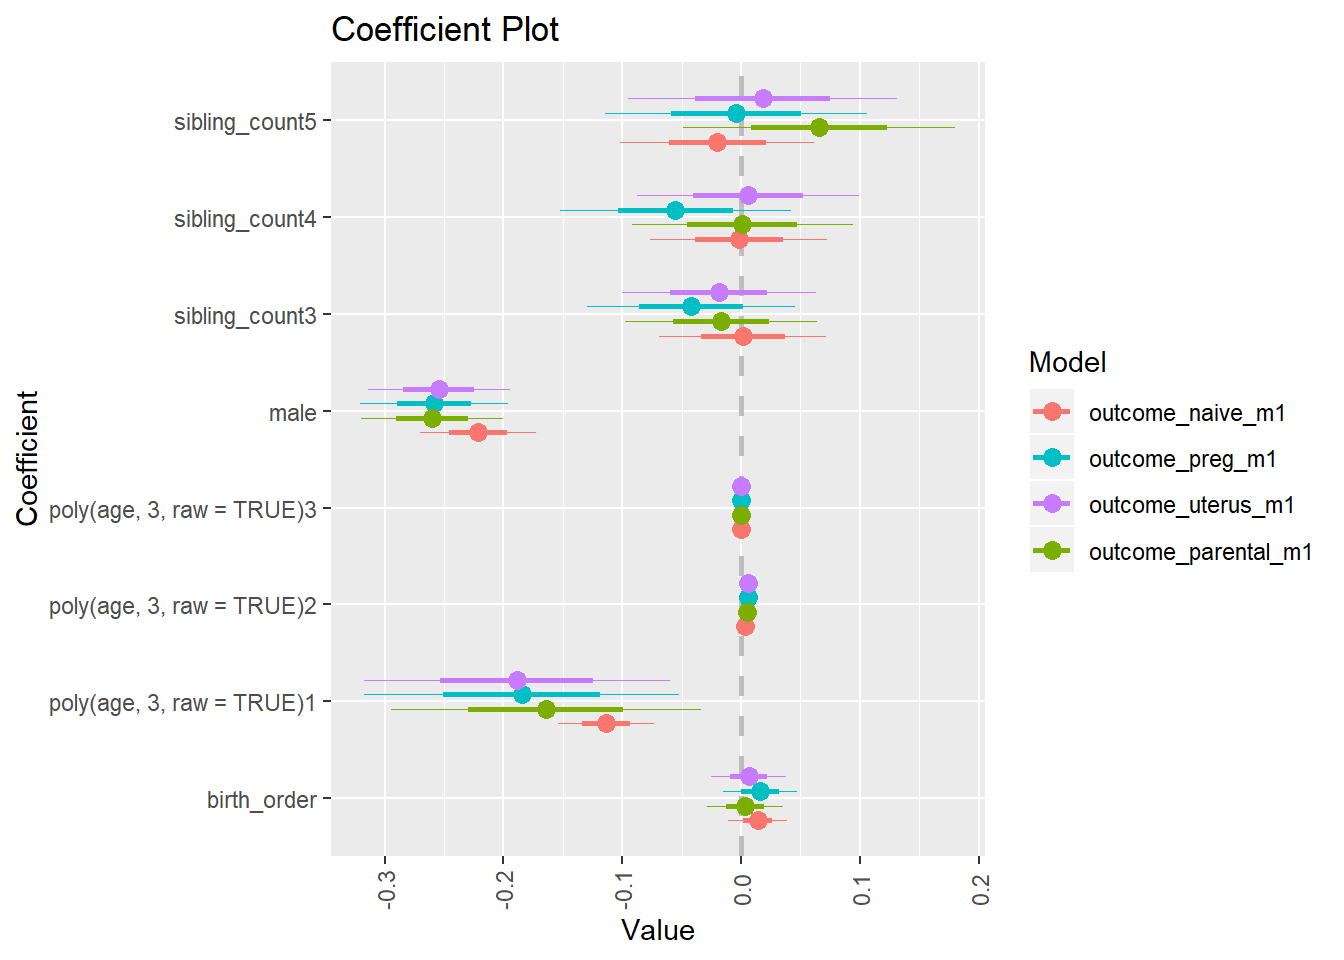 Coefficient Plot
Coefficient
sibling_count5
sibling_count4
sibling_count3
male
poly(age, 3, raw = TRUE)3
poly(age, 3, raw = TRUE)2
poly(age, 3, raw = TRUE)1
birth_order
-0.3
-0.2
-0.1
0.0
0.1
0.2
Value
Model
outcome_naive_m1
outcome_preg_m1
outcome_uterus_m1
outcome_parental_m1